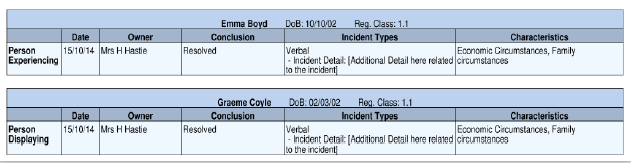 Emma Boyd DoB: 10/10/02 Reg. Class: 1.1
Date Owner Conclusion Incident Types Characteristics
Person 15/10/14 Mrs H Hastie Resolved Verbal Economic Circumstances, Family
Experiencing - Incident Detail: [Additional Detail here related circumstances
to the incident]
Graeme Coyle DoB: 02/03/02 Reg. Class: 1.1
Date Owner Conclusion Incident Types Characteristics
Person 15/10/14 Mrs H Hastie Resolved Verbal Economic Circumstances, Family
Displaying - Incident Detail: [Additional Detail here related circumstances
to the incident]